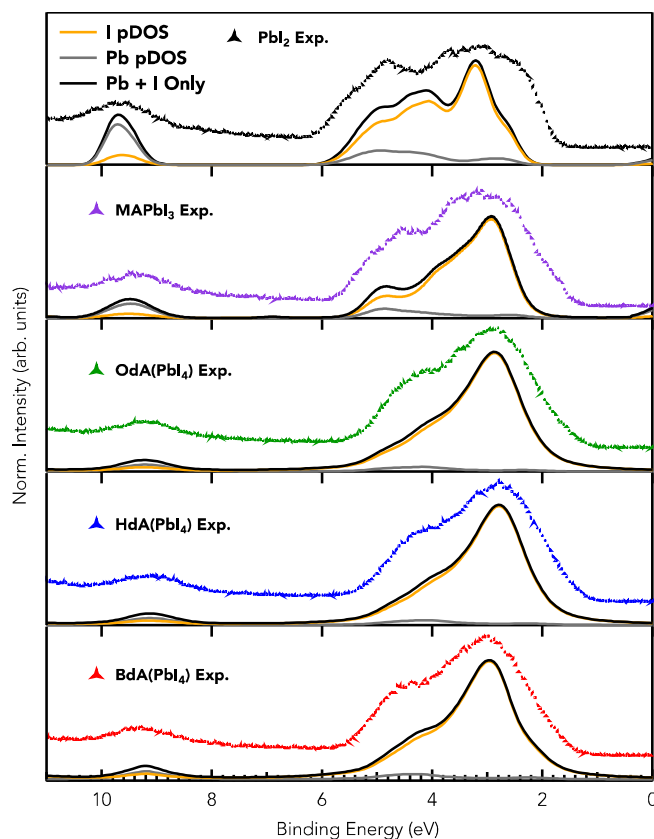 I pDOS
Pb pDOS
Pb + I Only
PbI₂ Exp.
MAPbI₃ Exp.
OdA(PbI₄) Exp.
HdA(PbI₄) Exp.
BdA(PbI₄) Exp.
Norm. Intensity (arb. units)
10 8 6 4 2 0
Binding Energy (eV)